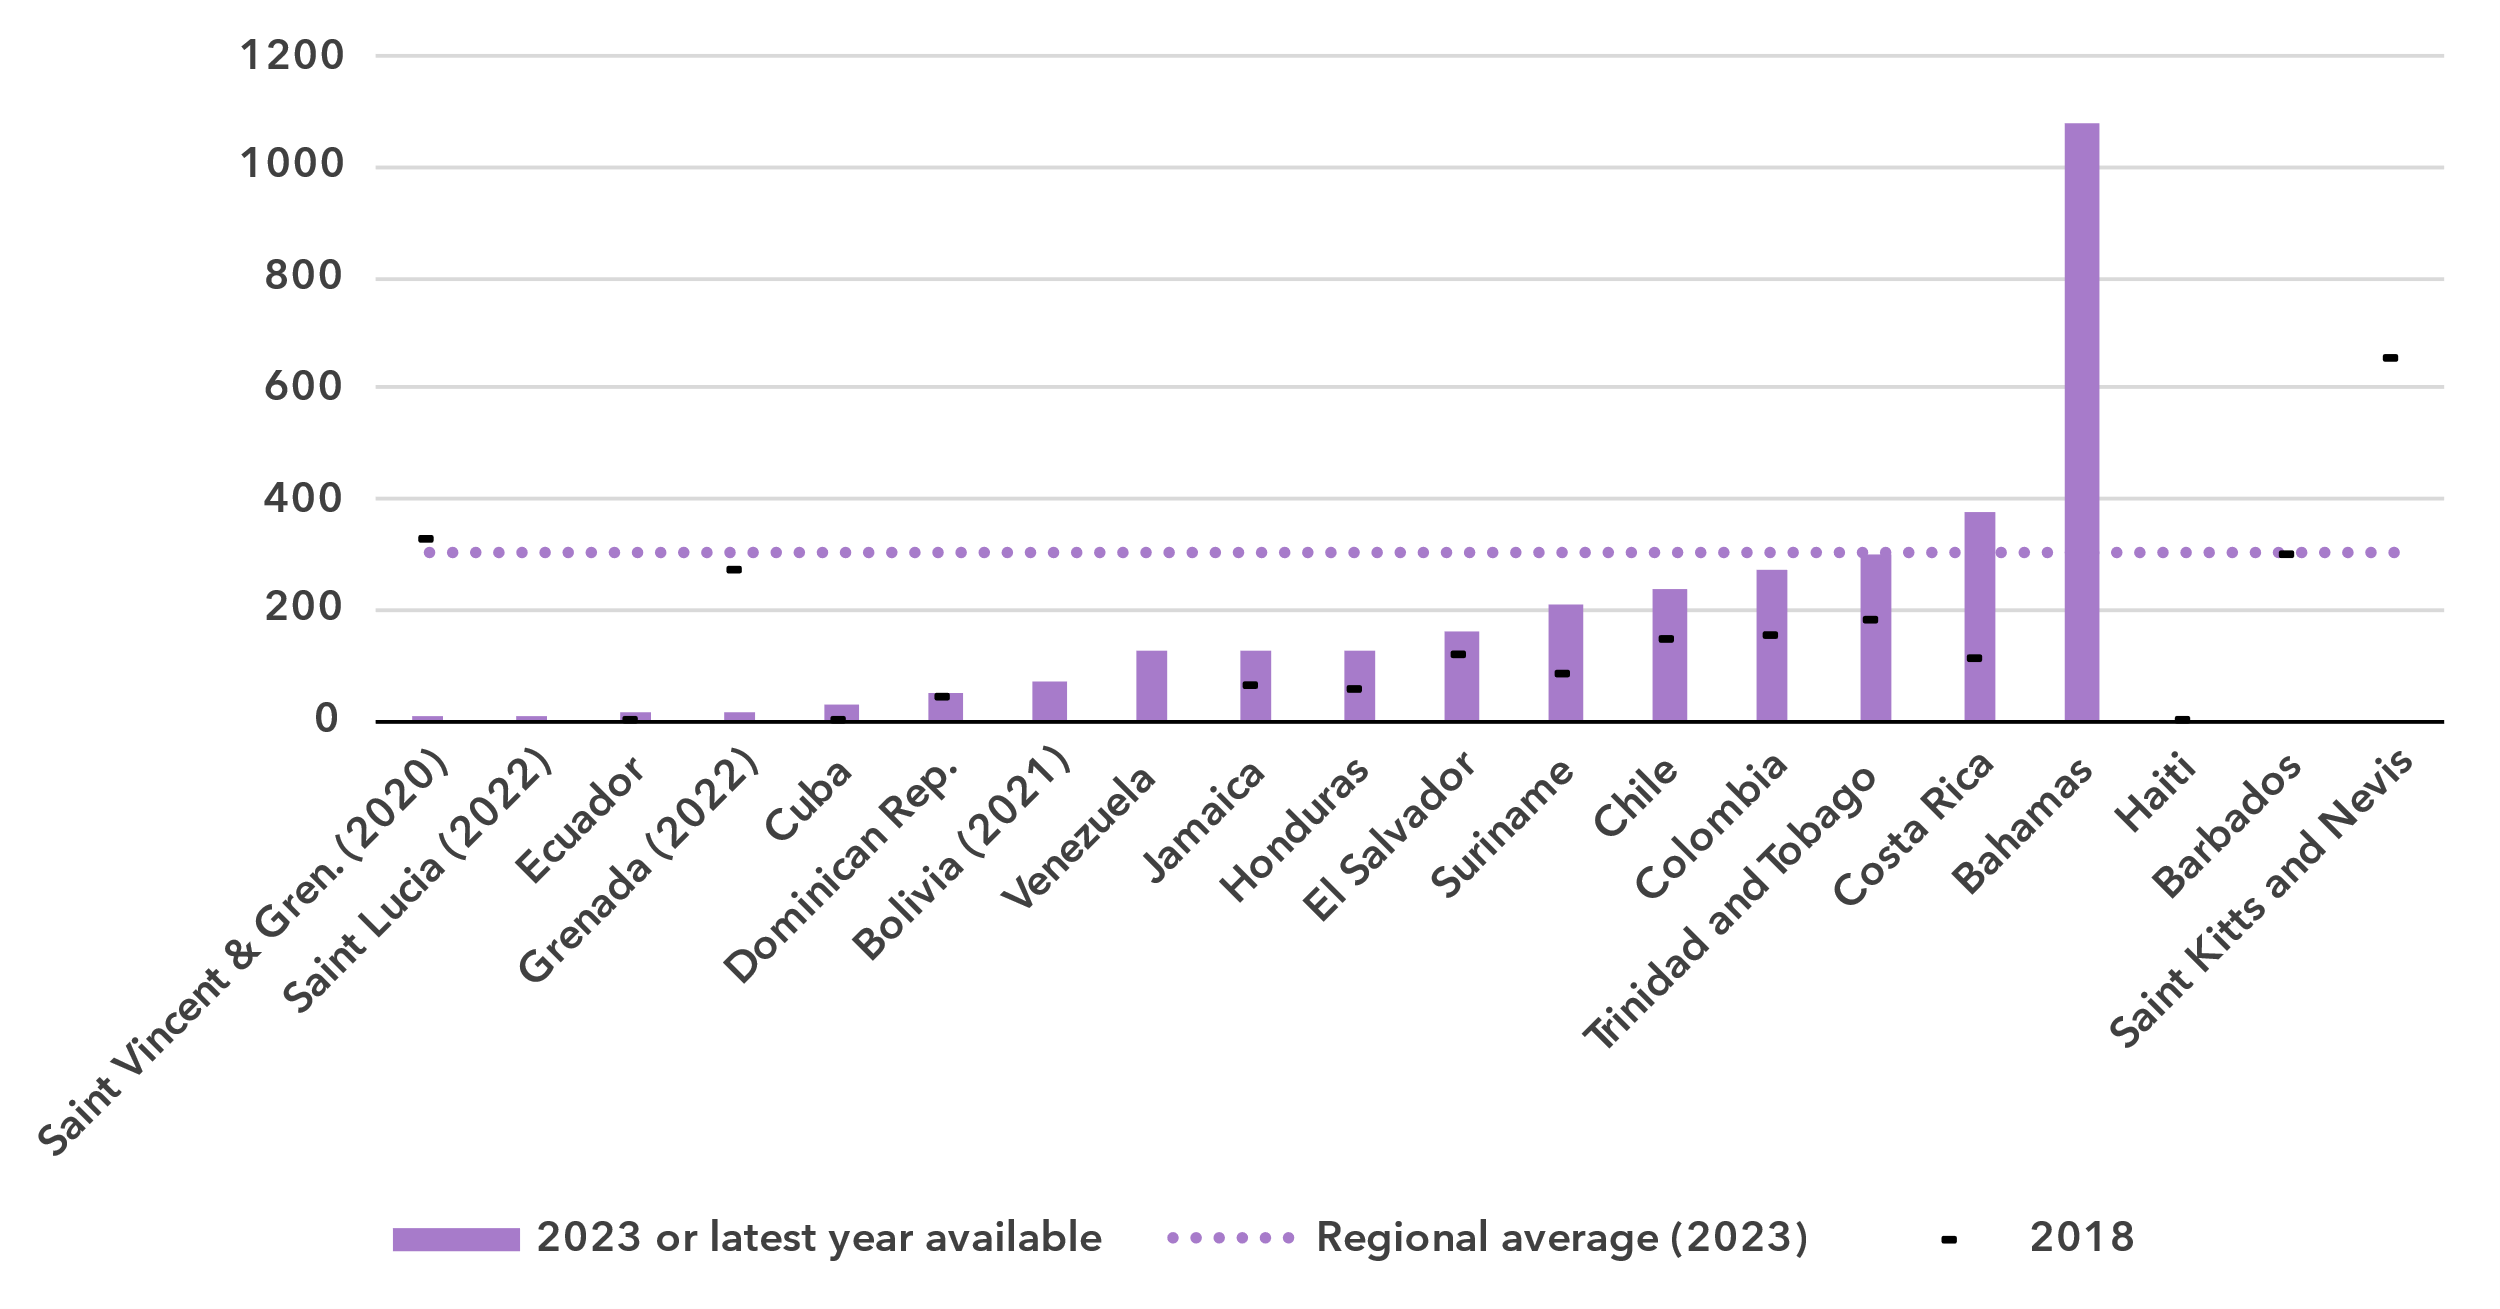 1200
1000
800
600
400
200
0
Saint Vincent & Gren. (2020)
Saint Lucia (2022)
Ecuador
Grenada (2022)
Cuba
Dominican Rep.
Bolivia (2021)
Venezuela
Jamaica
Honduras
El Salvador
Suriname
Chile
Colombia
Trinidad and Tobago
Costa Rica
Bahamas
Haiti
Barbados
Saint Kitts and Nevis
2023 or latest year available
Regional average (2023)
2018